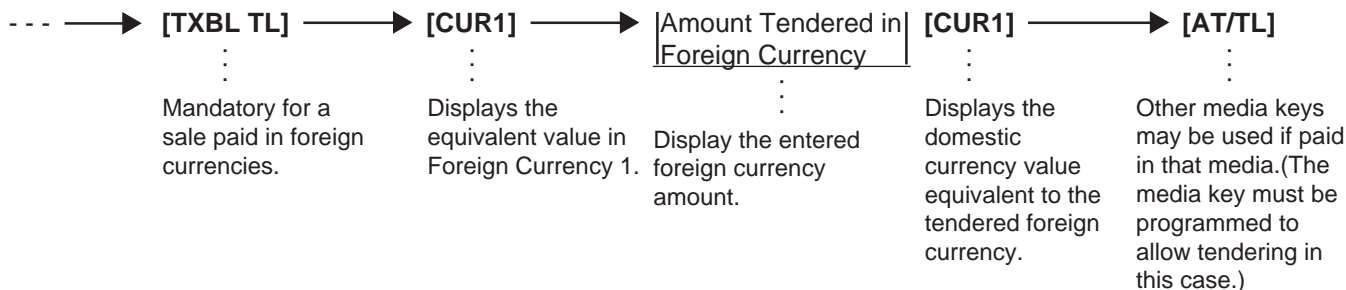 - - - [TXBL TL] [CUR1] Amount Tendered in [CUR1] [AT/TL]
Foreign Currency
Mandatory for a
sale paid in foreign
currencies.
Displays the
equivalent value in
Foreign Currency 1.
Display the entered
foreign currency
amount.
Displays the
domestic
currency value
equivalent to the
tendered foreign
currency.
Other media keys
may be used if paid
in that media.(The
media key must be
programmed to
allow tendering in
this case.)